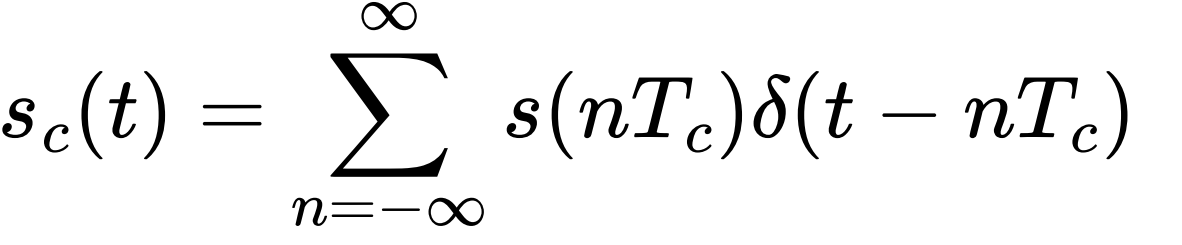 s_c(t) = \sum_{n=-\infty}^{\infty} s(nT_c)\delta(t - nT_c)